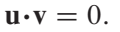 u·v = 0.